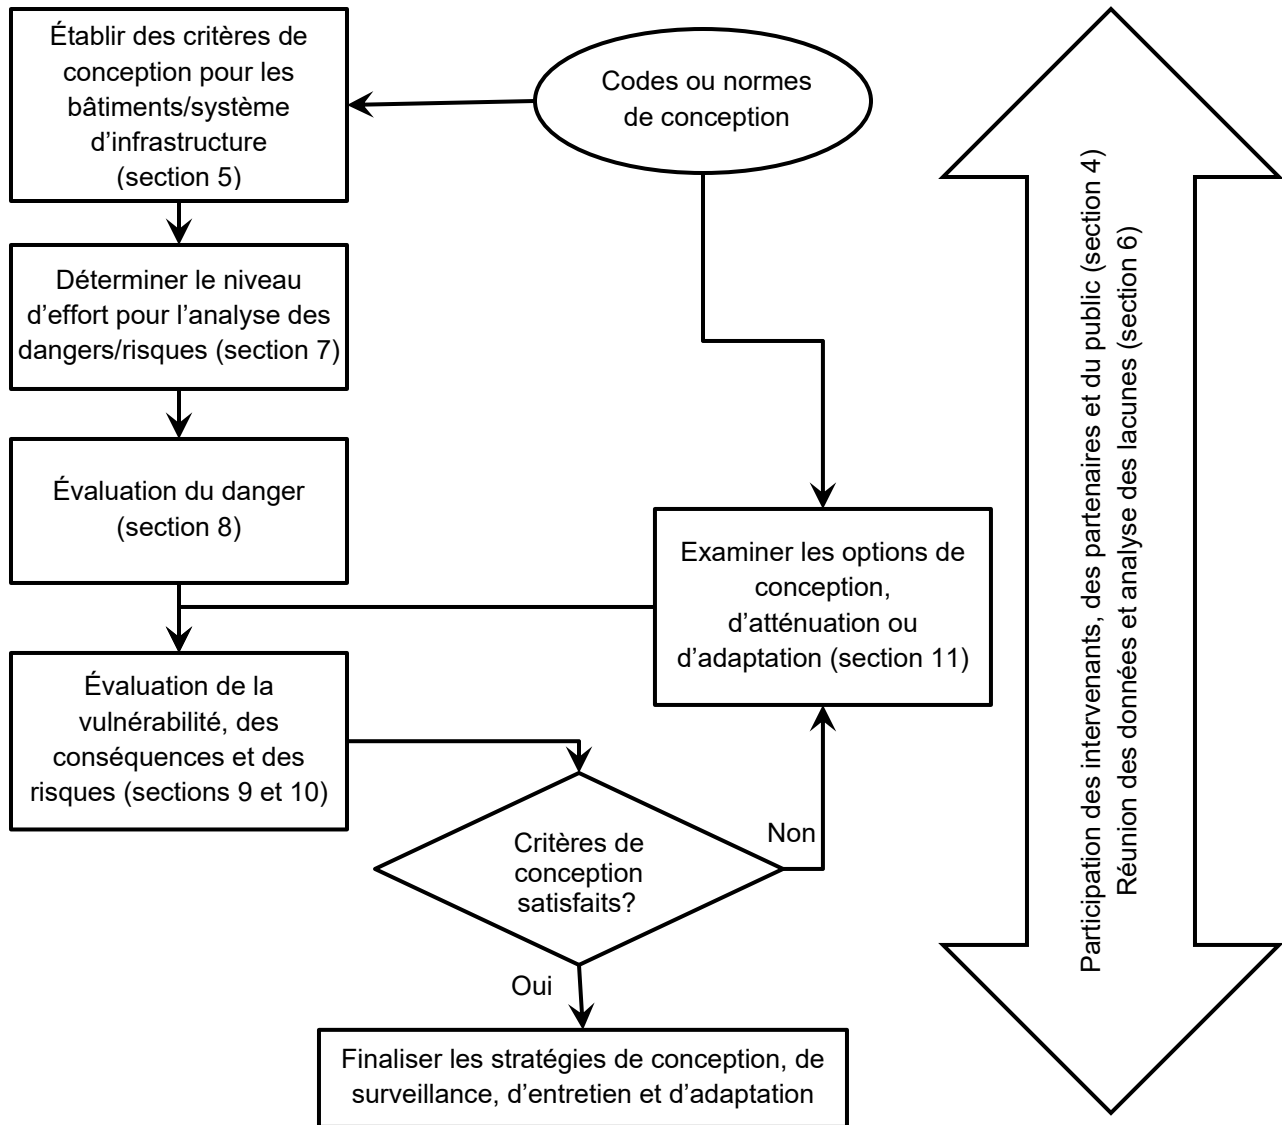 Établir des critères de
conception pour les
bâtiments/système
d’infrastructure
(section 5)
Codes ou normes
de conception
Déterminer le niveau
d’effort pour l’analyse des
dangers/risques (section 7)
Évaluation du danger
(section 8)
Examiner les options de
conception,
d’atténuation ou
d’adaptation (section 11)
Évaluation de la
vulnérabilité, des
conséquences et des
risques (sections 9 et 10)
Critères de
conception
satisfaits?
Non
Oui
Finaliser les stratégies de conception, de
surveillance, d’entretien et d’adaptation
Participation des intervenants, des partenaires et du public (section 4)
Réunion des données et analyse des lacunes (section 6)